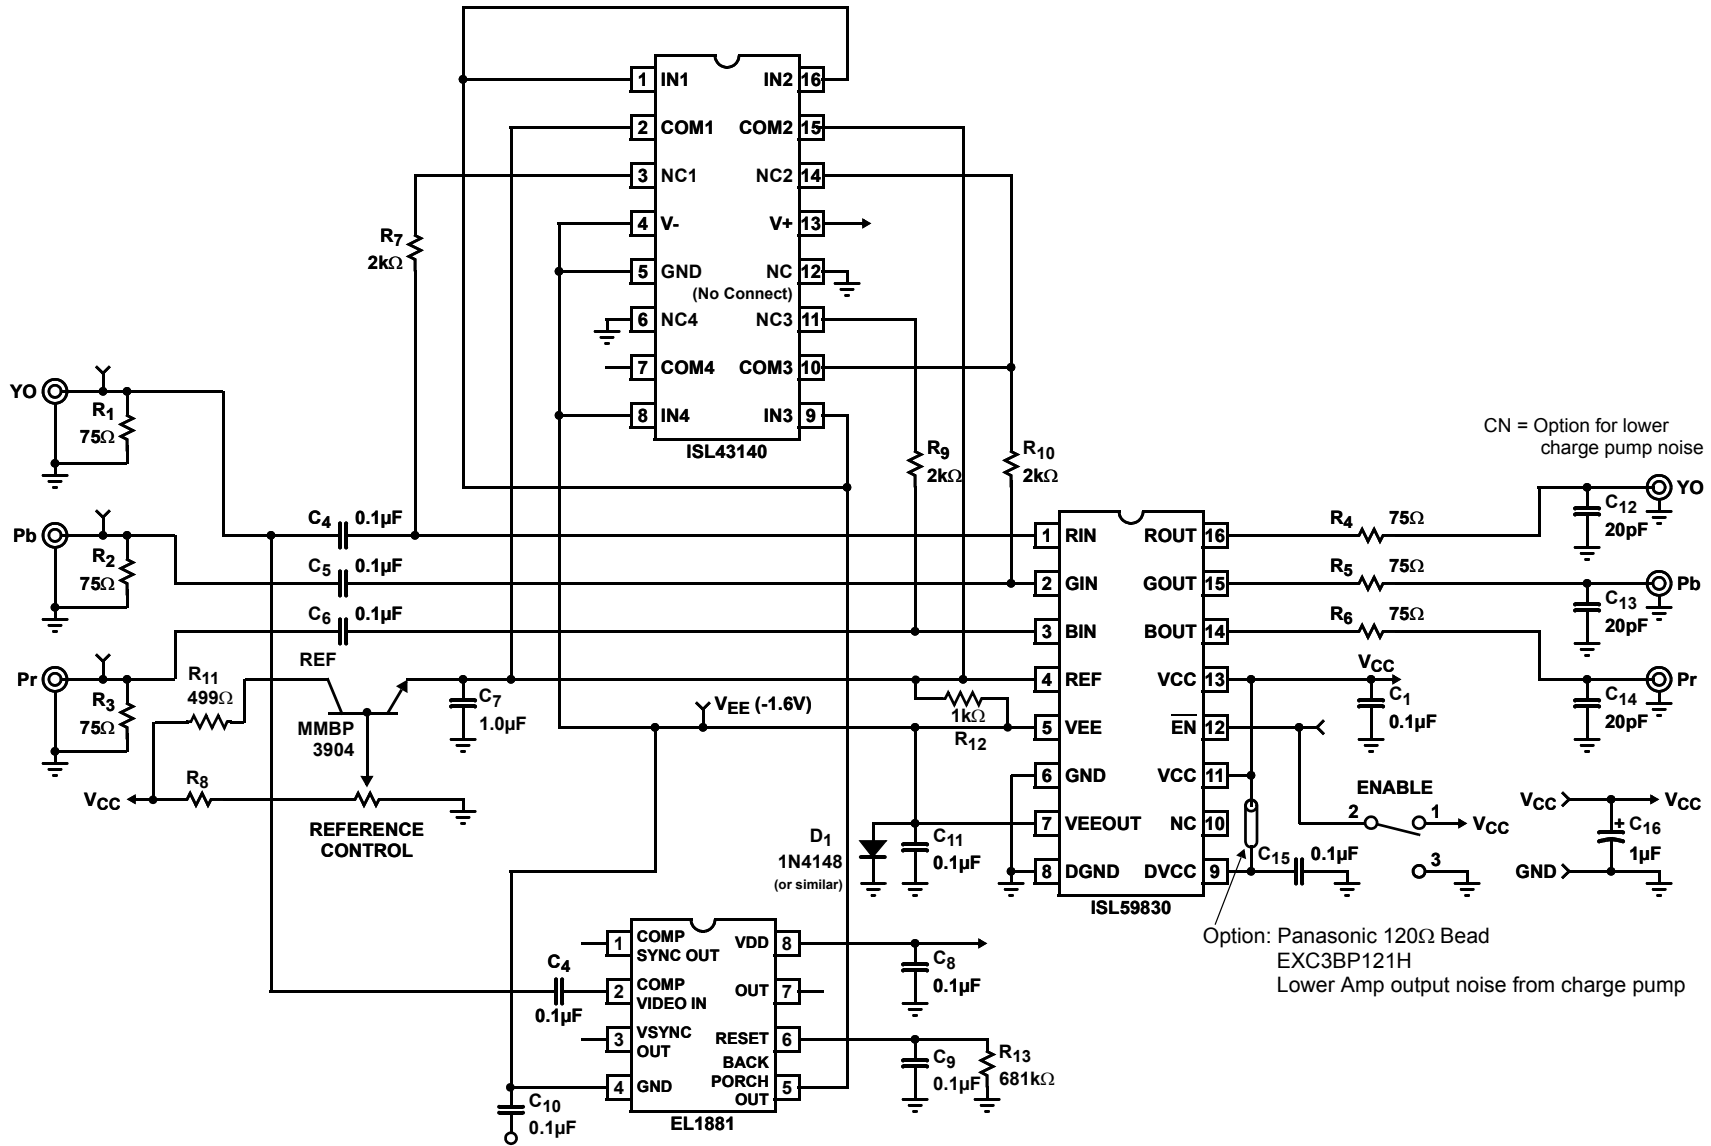 1 IN1 IN2 16
2 COM1 COM2 15
3 NC1 NC2 14
4 V- V+ 13
5 GND NC 12
(No Connect)
6 NC4 NC3 11
7 COM4 COM3 10
8 IN4 IN3 9
ISL43140
R7
2kΩ
YO
R1
75Ω
Pb
R2
75Ω
Pr
R3
75Ω
C4 0.1µF
C5 0.1µF
C6 0.1µF
REF
R11
499Ω
MMBP
3904
C7
1.0µF
VCC
R8
REFERENCE
CONTROL
VEE (-1.6V)
R9
2kΩ
R10
2kΩ
1kΩ
R12
D1
1N4148
(or similar)
C11
0.1µF
1 RIN ROUT 16
2 GIN GOUT 15
3 BIN BOUT 14
4 REF VCC 13
5 VEE EN 12
6 GND VCC 11
7 VEEOUT NC 10
8 DGND DVCC 9
ISL59830
CN = Option for lower
charge pump noise
R4 75Ω
R5 75Ω
R6 75Ω
C12
20pF
YO
C13
20pF
Pb
C14
20pF
Pr
VCC
C1
0.1µF
ENABLE
2 1 VCC
3
C15 0.1µF
VCC VCC
+ C16
1µF
GND
Option: Panasonic 120Ω Bead
EXC3BP121H
Lower Amp output noise from charge pump
1 COMP
SYNC OUT
VDD 8
2 COMP
VIDEO IN
OUT 7
3 VSYNC
OUT
RESET 6
4 GND
BACK
PORCH
OUT
5
EL1881
C4
0.1µF
C8
0.1µF
C9
0.1µF
R13
681kΩ
C10
0.1µF